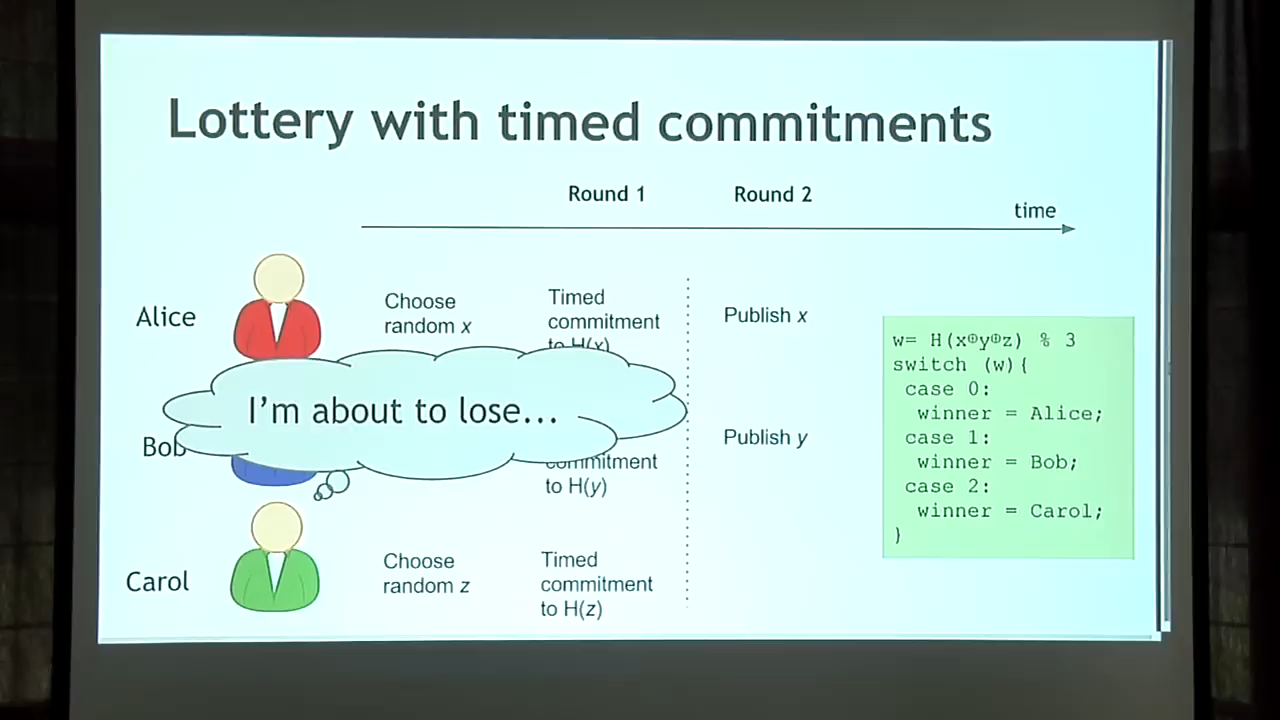 Lottery with timed commitments
Round 1
Round 2
time
Alice
Choose
random x
Timed
commitment
to H(x)
Publish x
I'm about to lose...
Bob
commitment
to H(y)
Publish y
Carol
Choose
random z
Timed
commitment
to H(z)
w= H(x⊕y⊕z) % 3
switch (w){
case 0:
winner = Alice;
case 1:
winner = Bob;
case 2:
winner = Carol;
}